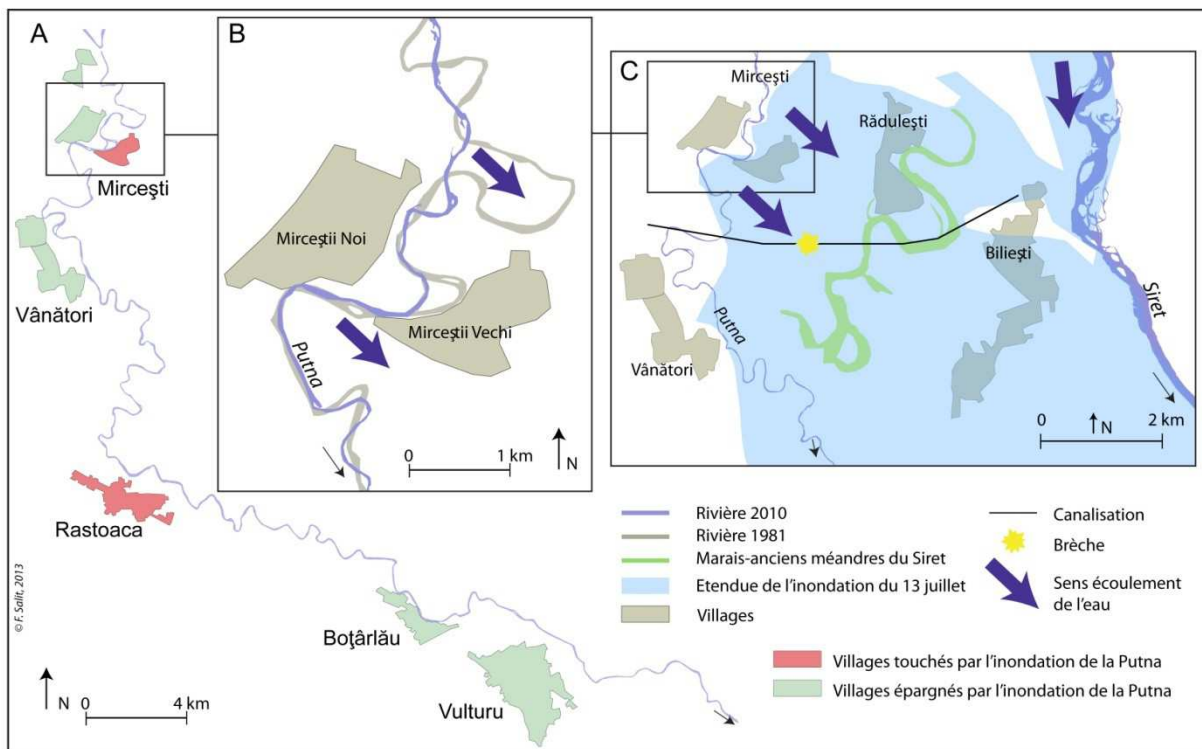 A
Mirceşti
Vânători
Rastoaca
Boţârlău
Vulturu
© F. Salit, 2013
N
0 4 km
B
Mirceştii Noi
Mirceştii Vechi
Putna
0 1 km
N
C
Mirceşti
Răduleşti
Bilieşti
Siret
Putna
Vânători
0 2 km
N
Rivière 2010
Rivière 1981
Marais-anciens méandres du Siret
Etendue de l'inondation du 13 juillet
Villages
Canalisation
Brèche
Sens écoulement
de l'eau
Villages touchés par l'inondation de la Putna
Villages épargnés par l'inondation de la Putna